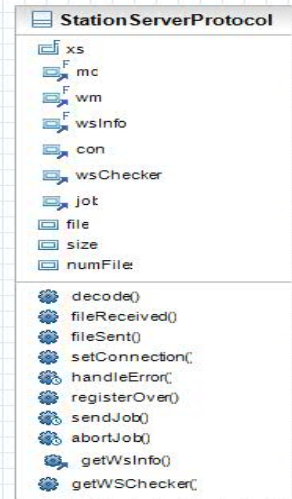 StationServerProtocol
F xs
F mc
F wm
F wsInfo
con
wsChecker
job
file
size
numFile
decode()
fileReceived()
fileSent()
setConnection(
handleError(
registerOver()
sendJob()
abortJob()
getWsInfo()
getWSChecker(